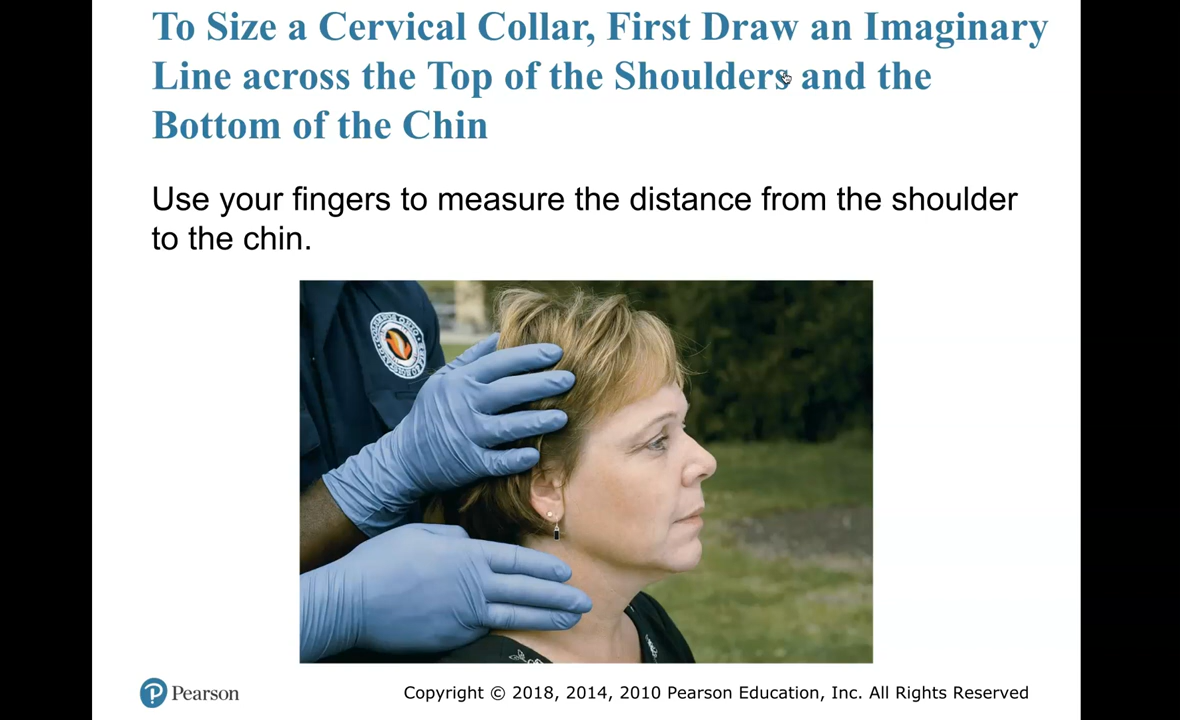 To Size a Cervical Collar, First Draw an Imaginary
Line across the Top of the Shoulders and the
Bottom of the Chin
Use your fingers to measure the distance from the shoulder
to the chin.
Pearson
Copyright © 2018, 2014, 2010 Pearson Education, Inc. All Rights Reserved